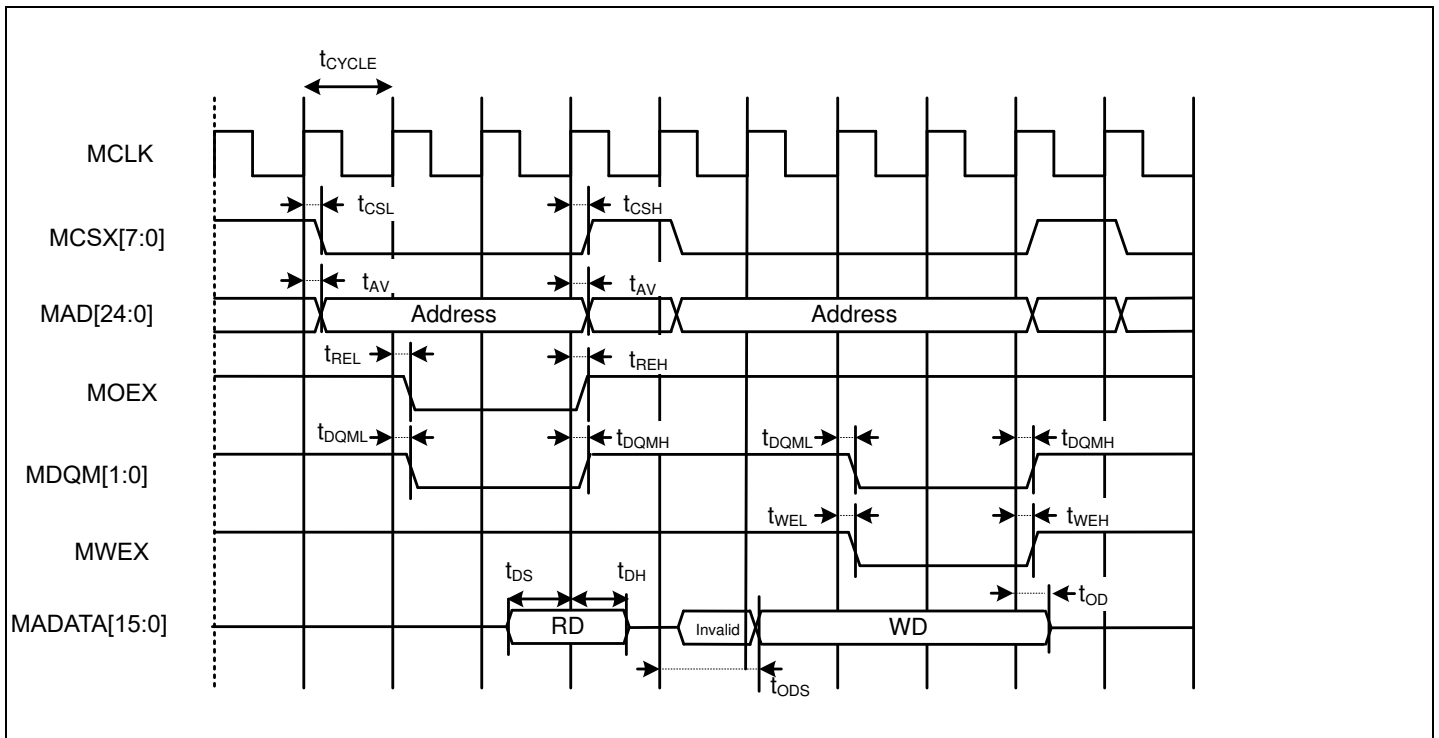 tCYCLE
MCLK
tCSL tCSH
MCSX[7:0]
tAV tAV
MAD[24:0] Address Address
tREL tREH
MOEX
tDQML tDQMH tDQML tDQMH
MDQM[1:0]
tWEL tWEH
MWEX
tDS tDH
tOD
MADATA[15:0] RD Invalid WD
tODS